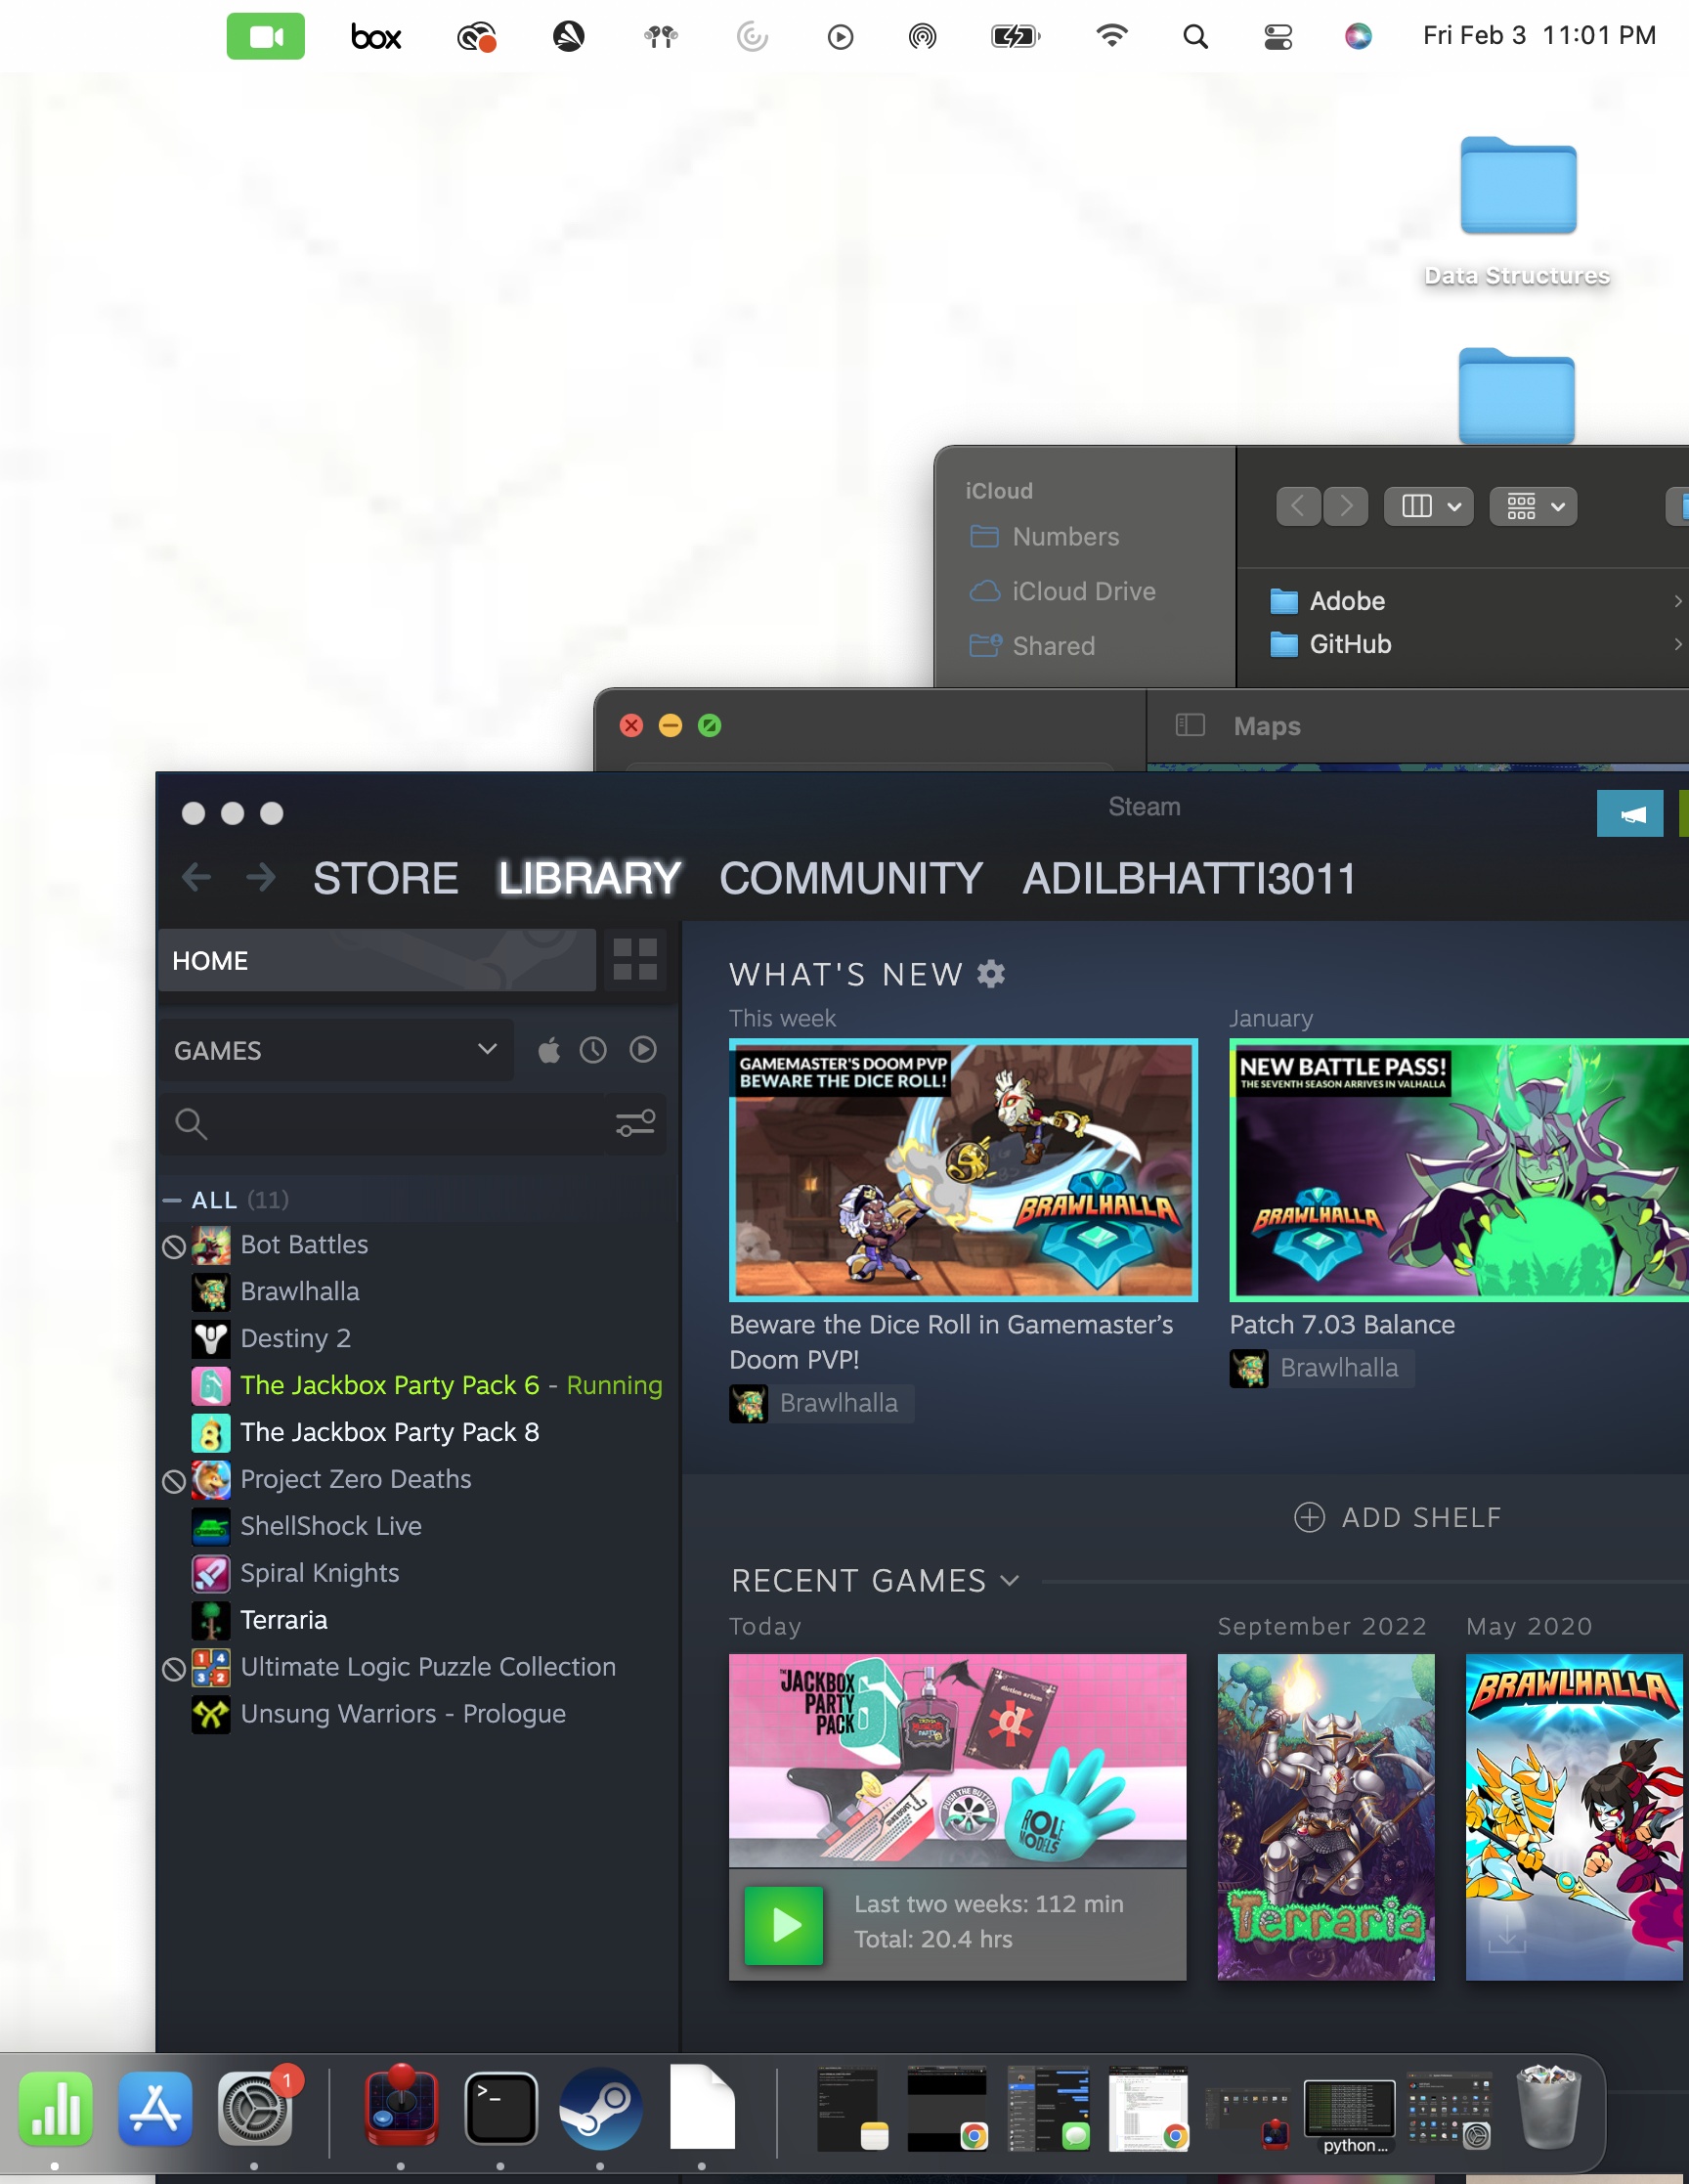 box
Fri Feb 3 11:01 PM
Data Structures
iCloud
Numbers
iCloud Drive
Shared
Adobe
GitHub
Maps
Steam
STORE LIBRARY COMMUNITY ADILBHATTI3011
HOME
GAMES
ALL (11)
Bot Battles
Brawlhalla
Destiny 2
The Jackbox Party Pack 6 - Running
The Jackbox Party Pack 8
Project Zero Deaths
ShellShock Live
Spiral Knights
Terraria
Ultimate Logic Puzzle Collection
Unsung Warriors - Prologue
WHAT'S NEW
This week
GAMEMASTER'S DOOM PVP
BEWARE THE DICE ROLL!
BRAWLHALLA
Beware the Dice Roll in Gamemaster’s
Doom PVP!
Brawlhalla
January
NEW BATTLE PASS!
THE SEVENTH SEASON ARRIVES IN VALHALLA
BRAWLHALLA
Patch 7.03 Balance
Brawlhalla
ADD SHELF
RECENT GAMES
Today
THE
JACKBOX
PARTY
PACK 6
diction arium
d
PUSH THE BUTTON
ROLE
MODELS
Last two weeks: 112 min
Total: 20.4 hrs
September 2022
Terraria
May 2020
BRAWLHALLA
1
python...